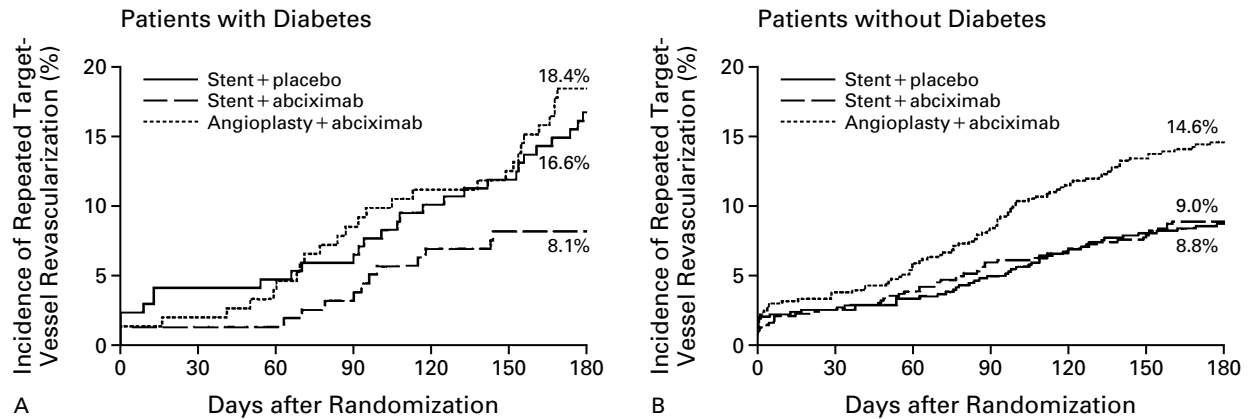 Patients with Diabetes
Incidence of Repeated Target-
Vessel Revascularization (%)
20
15
10
5
0
Stent + placebo
Stent + abciximab
Angioplasty + abciximab
18.4%
16.6%
8.1%
0 30 60 90 120 150 180
A
Days after Randomization
Patients without Diabetes
Incidence of Repeated Target-
Vessel Revascularization (%)
20
15
10
5
0
Stent + placebo
Stent + abciximab
Angioplasty + abciximab
14.6%
9.0%
8.8%
0 30 60 90 120 150 180
B
Days after Randomization